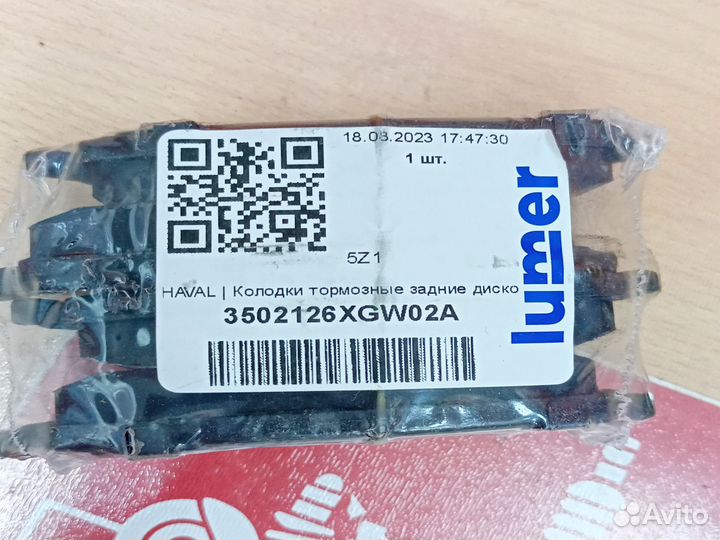 18.08.2023 17:47:30
1 шт.
lumer
5Z1
HAVAL | Колодки тормозные задние диско
3502126XGW02A
Avito